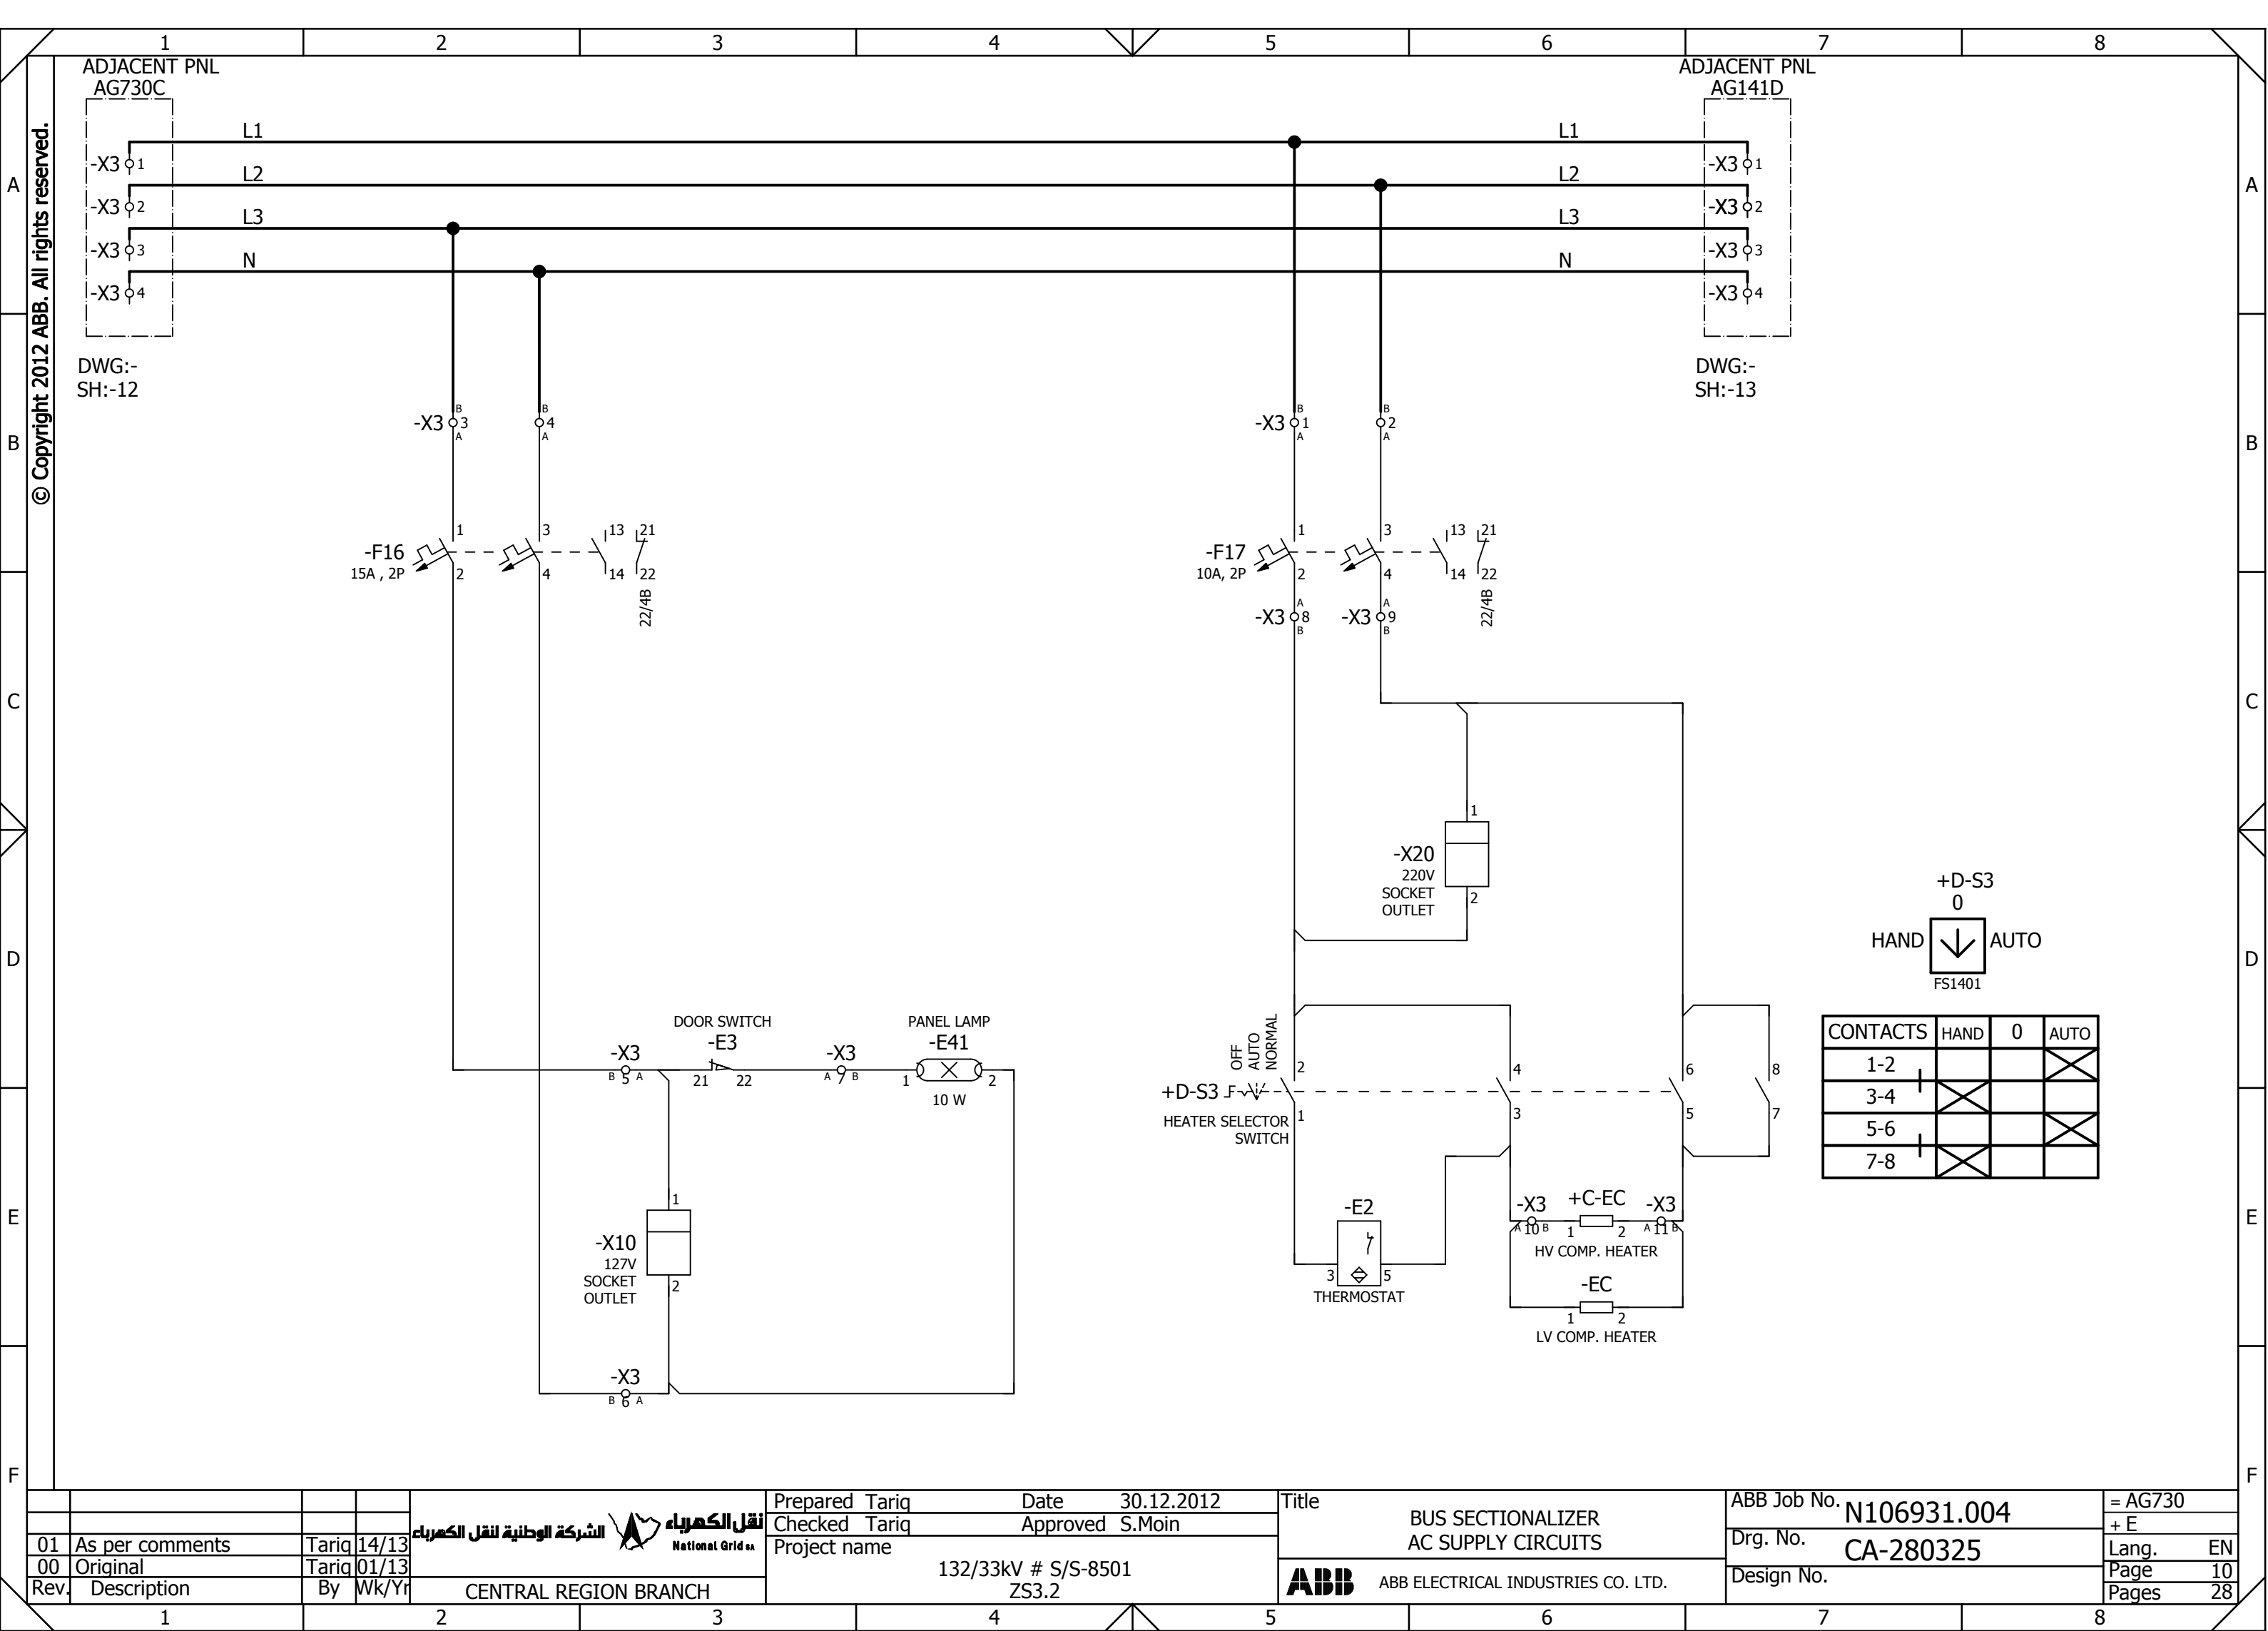 1 2 3 4 5 6 7 8
ADJACENT PNL
AG730C
ADJACENT PNL
AG141D
© Copyright 2012 ABB. All rights reserved.
A
B
C
D
E
F
A
B
C
D
E
F
L1
L1
L2
L2
L3
L3
N
N
-X3 1
-X3 2
-X3 3
-X3 4
-X3 1
-X3 2
-X3 3
-X3 4
DWG:-
SH:-12
DWG:-
SH:-13
B B B B
-X3 3 4 -X3 1 2
A A A A
1 3 13 21
-F16
15A , 2P
2 4 14 22
22/4B
1 3 13 21
-F17
10A, 2P
2 4 14 22
22/4B
A A
-X3 8 -X3 9
B B
1
-X20
220V
SOCKET
OUTLET
2
+D-S3
0
HAND AUTO
FS1401
CONTACTS HAND 0 AUTO
1-2
3-4
5-6
7-8
DOOR SWITCH
-E3
21 22
PANEL LAMP
-E41
1 2
10 W
-X3
B 5 A
-X3
A 7 B
OFF
AUTO
NORMAL
+D-S3
HEATER SELECTOR
SWITCH
2 4 6 8
1 3 5 7
1
-X10
127V
SOCKET
OUTLET
2
-X3
B 6 A
-E2
3 5
THERMOSTAT
-X3 +C-EC -X3
A 10 B 1 2 A 11 B
HV COMP. HEATER
-EC
1 2
LV COMP. HEATER
01 As per comments Tariq 14/13
00 Original Tariq 01/13
Rev. Description By Wk/Yr
الشركة الوطنية لنقل الكهرباء
نقل الكهرباء
National Grid SA
CENTRAL REGION BRANCH
Prepared Tariq Date 30.12.2012
Checked Tariq Approved S.Moin
Project name
132/33kV # S/S-8501
ZS3.2
Title
BUS SECTIONALIZER
AC SUPPLY CIRCUITS
ABB ABB ELECTRICAL INDUSTRIES CO. LTD.
ABB Job No. N106931.004
Drg. No. CA-280325
Design No.
= AG730
+ E
Lang. EN
Page 10
Pages 28
1 2 3 4 5 6 7 8